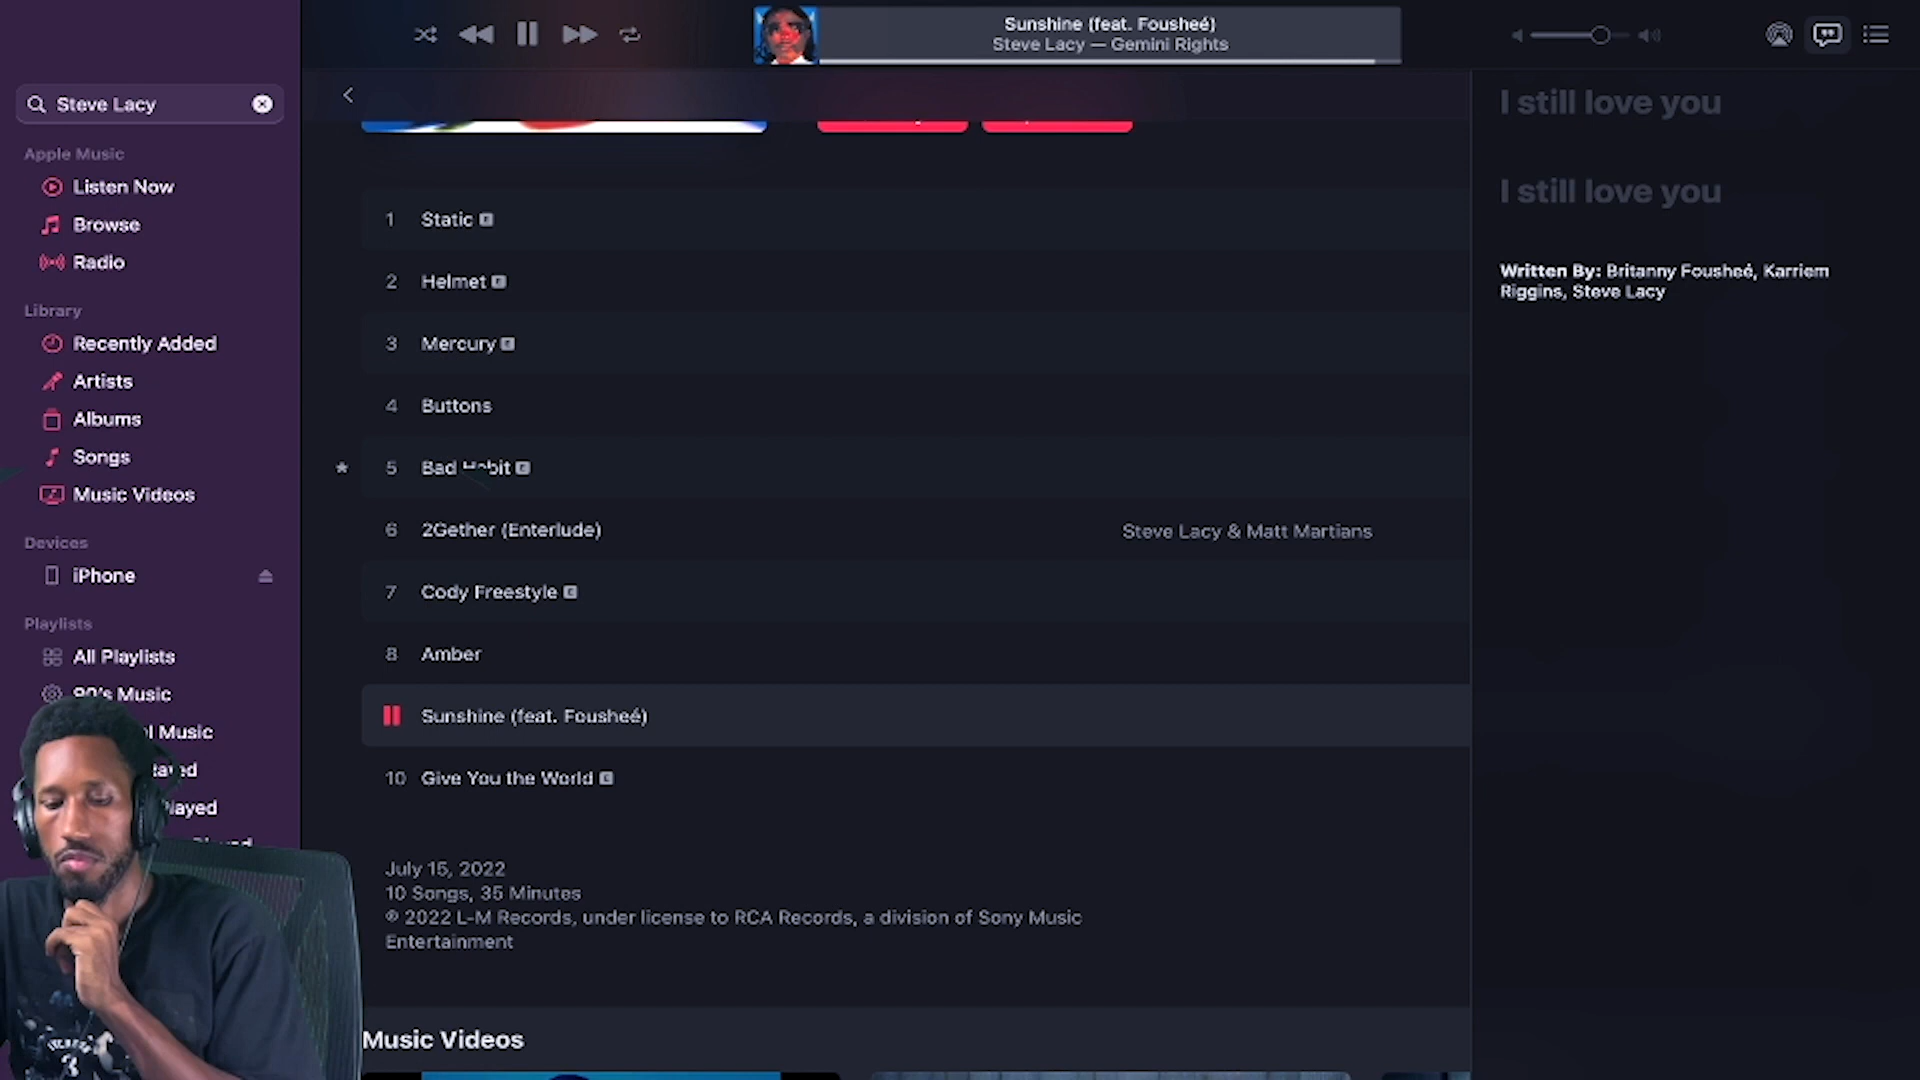 Steve Lacy
Apple Music
Listen Now
Browse
Radio
Library
Recently Added
Artists
Albums
Songs
Music Videos
Devices
iPhone
Playlists
All Playlists
90's Music
Music
Sunshine (feat. Fousheé)
Steve Lacy — Gemini Rights
1 Static E
2 Helmet E
3 Mercury E
4 Buttons
* 5 Bad Habit E
6 2Gether (Enterlude) Steve Lacy & Matt Martians
7 Cody Freestyle E
8 Amber
Sunshine (feat. Fousheé)
10 Give You the World E
July 15, 2022
10 Songs, 35 Minutes
℗ 2022 L-M Records, under license to RCA Records, a division of Sony Music
Entertainment
Music Videos
I still love you
I still love you
Written By: Britanny Fousheé, Karriem
Riggins, Steve Lacy